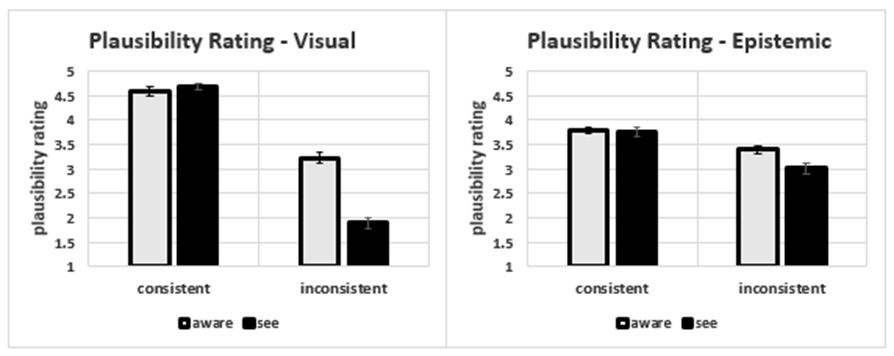 Plausibility Rating - Visual
plausibility rating
5
4.5
4
3.5
3
2.5
2
1.5
1
consistent
inconsistent
aware see
Plausibility Rating - Epistemic
plausibility rating
5
4.5
4
3.5
3
2.5
2
1.5
1
consistent
inconsistent
aware see